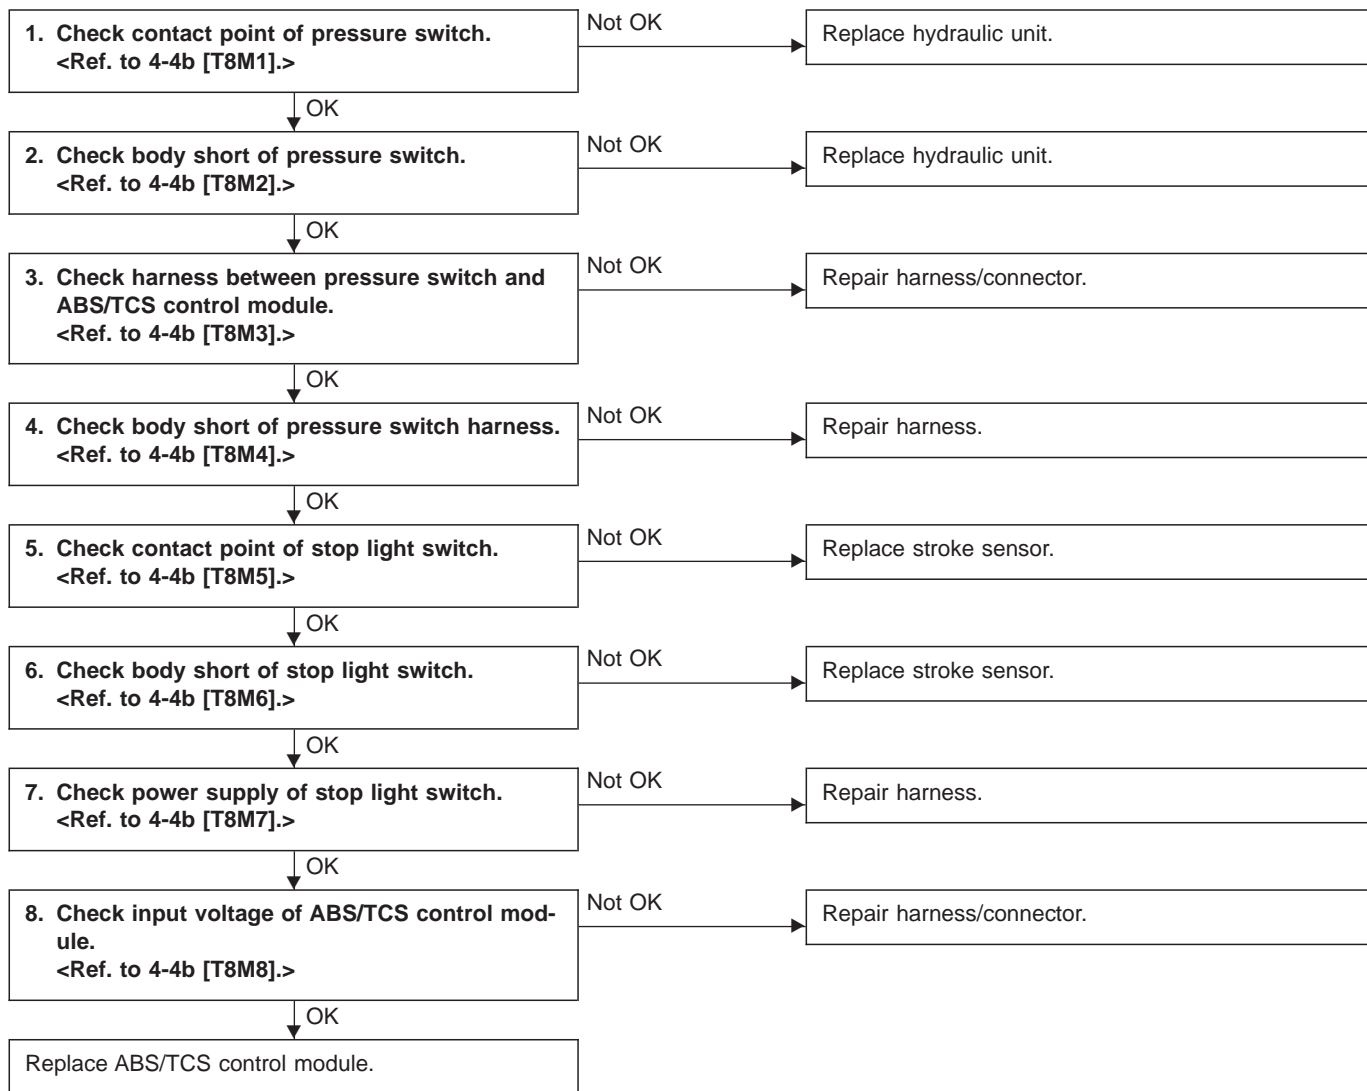 1. Check contact point of pressure switch.
<Ref. to 4-4b [T8M1].>
Not OK
Replace hydraulic unit.
OK
2. Check body short of pressure switch.
<Ref. to 4-4b [T8M2].>
Not OK
Replace hydraulic unit.
OK
3. Check harness between pressure switch and
ABS/TCS control module.
<Ref. to 4-4b [T8M3].>
Not OK
Repair harness/connector.
OK
4. Check body short of pressure switch harness.
<Ref. to 4-4b [T8M4].>
Not OK
Repair harness.
OK
5. Check contact point of stop light switch.
<Ref. to 4-4b [T8M5].>
Not OK
Replace stroke sensor.
OK
6. Check body short of stop light switch.
<Ref. to 4-4b [T8M6].>
Not OK
Replace stroke sensor.
OK
7. Check power supply of stop light switch.
<Ref. to 4-4b [T8M7].>
Not OK
Repair harness.
OK
8. Check input voltage of ABS/TCS control mod-
ule.
<Ref. to 4-4b [T8M8].>
Not OK
Repair harness/connector.
OK
Replace ABS/TCS control module.